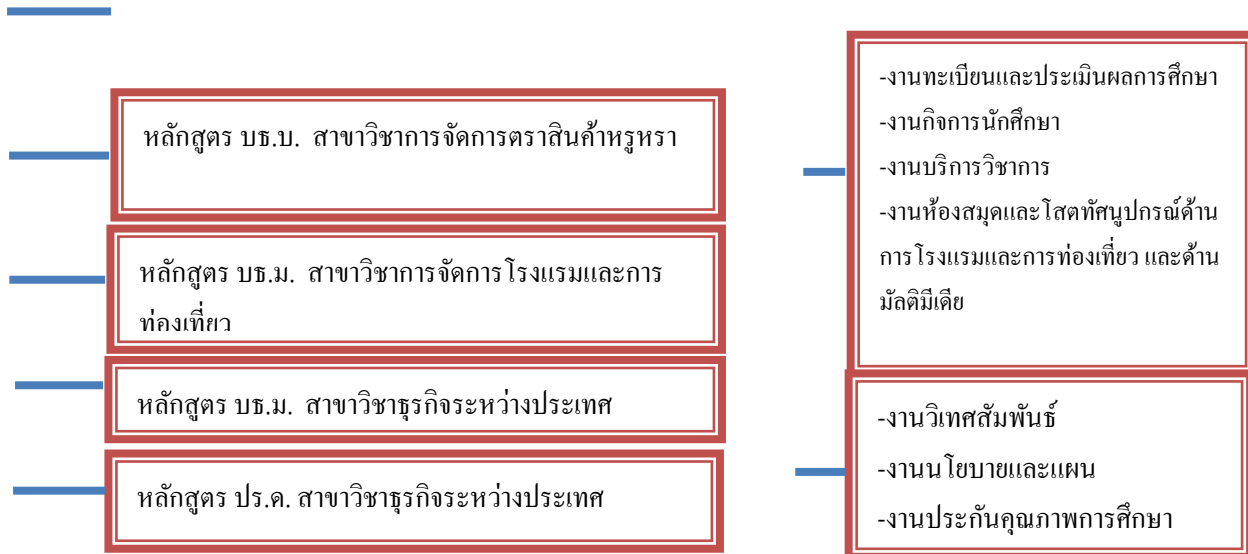 หลักสูตร บธ.บ. สาขาวิชาการจัดการตราสินค้าหรูหรา
หลักสูตร บธ.ม. สาขาวิชาการจัดการโรงแรมและการ
ท่องเที่ยว
หลักสูตร บธ.ม. สาขาวิชาธุรกิจระหว่างประเทศ
หลักสูตร ปร.ด. สาขาวิชาธุรกิจระหว่างประเทศ
-งานทะเบียนและประเมินผลการศึกษา
-งานกิจการนักศึกษา
-งานบริการวิชาการ
-งานห้องสมุดและโสตทัศนูปกรณ์ด้าน
การโรงแรมและการท่องเที่ยว และด้าน
มัลติมีเดีย
-งานวิเทศสัมพันธ์
-งานนโยบายและแผน
-งานประกันคุณภาพการศึกษา